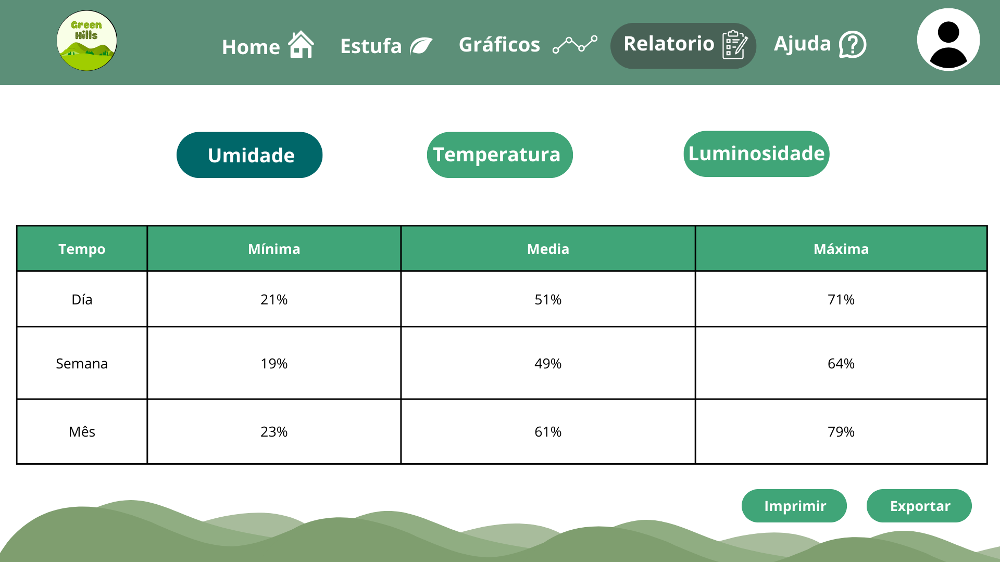 Green
Hills
Home
Estufa
Gráficos
Relatorio
Ajuda
Umidade
Temperatura
Luminosidade
Tempo Mínima Media Máxima
Día 21% 51% 71%
Semana 19% 49% 64%
Mês 23% 61% 79%
Imprimir
Exportar